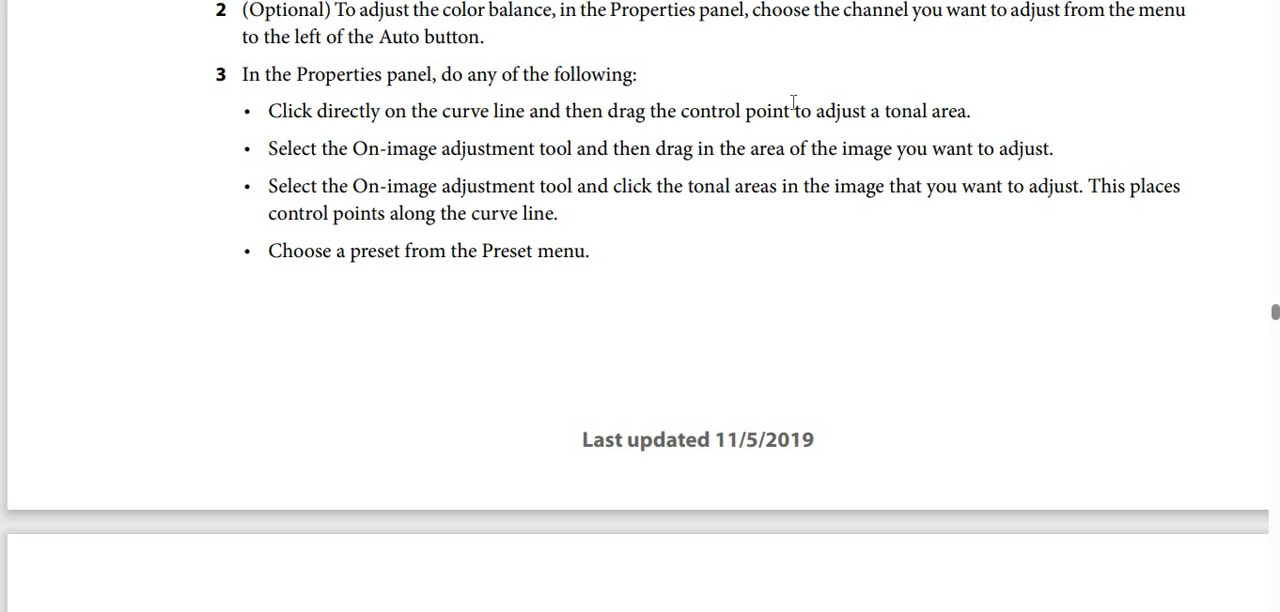 2 (Optional) To adjust the color balance, in the Properties panel, choose the channel you want to adjust from the menu
to the left of the Auto button.
3 In the Properties panel, do any of the following:
• Click directly on the curve line and then drag the control point to adjust a tonal area.
• Select the On-image adjustment tool and then drag in the area of the image you want to adjust.
• Select the On-image adjustment tool and click the tonal areas in the image that you want to adjust. This places
control points along the curve line.
• Choose a preset from the Preset menu.
Last updated 11/5/2019